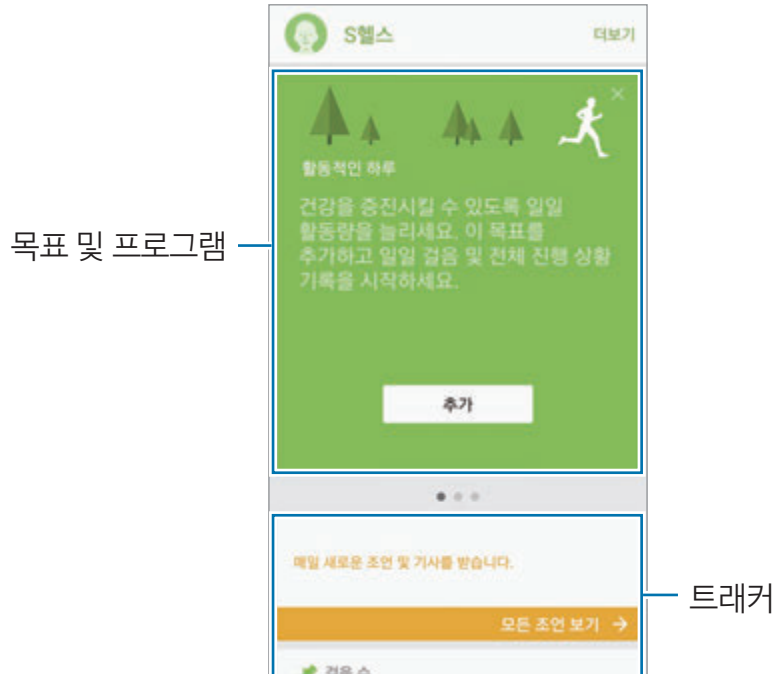 S헬스
더보기
활동적인 하루
건강을 증진시킬 수 있도록 일일
활동량을 늘리세요. 이 목표를
추가하고 일일 걸음 및 전체 진행 상황
기록을 시작하세요.
목표 및 프로그램
추가
매일 새로운 조언 및 기사를 받습니다.
트래커
모든 조언 보기 →
걸음 수